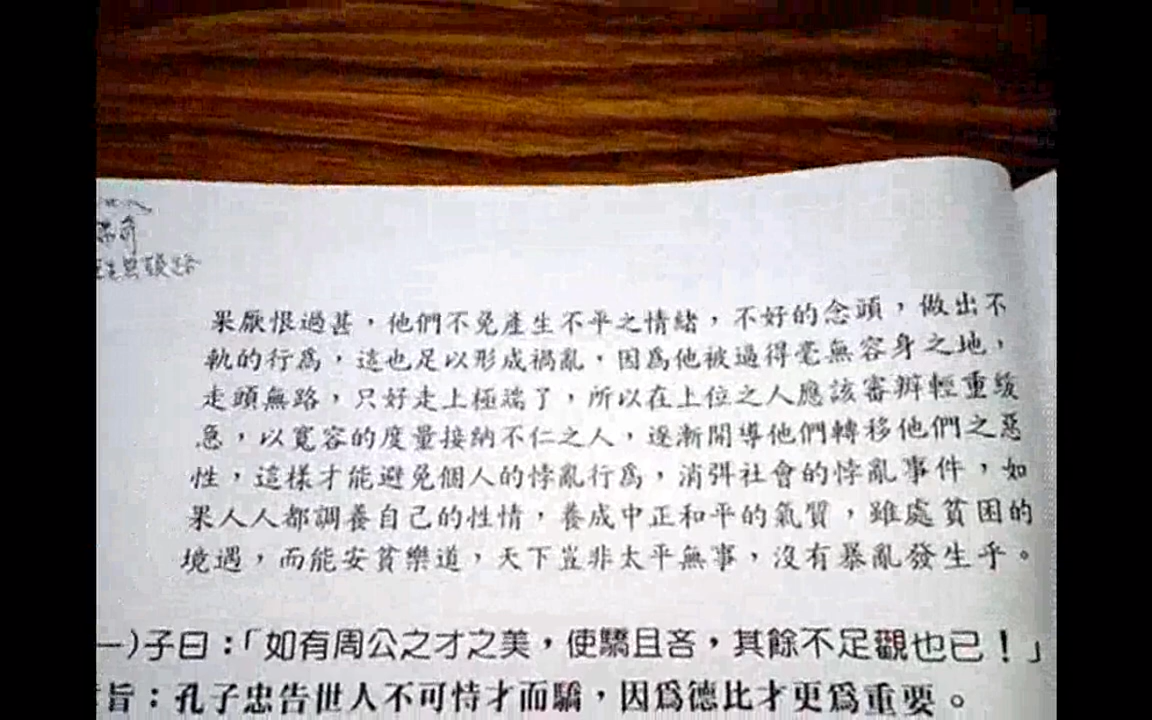 果厭恨過甚，他們不免產生不平之情緒，不好的念頭，做出不
軌的行為，這也足以形成禍亂，因為他被逼得毫無容身之地，
走頭無路，只好走上極端了，所以在上位之人應該審辨輕重緩
急，以寬容的度量接納不仁之人，逐漸開導他們轉移他們之惡
性，這樣才能避免個人的悖亂行為，消弭社會的悖亂事件，如
果人人都調養自己的性情，養成中正和平的氣質，雖處貧困的
境遇，而能安貧樂道，天下豈非太平無事，沒有暴亂發生乎。
一)子曰：「如有周公之才之美，使驕且吝，其餘不足觀也已！」
旨：孔子忠告世人不可恃才而驕，因為德比才更為重要。